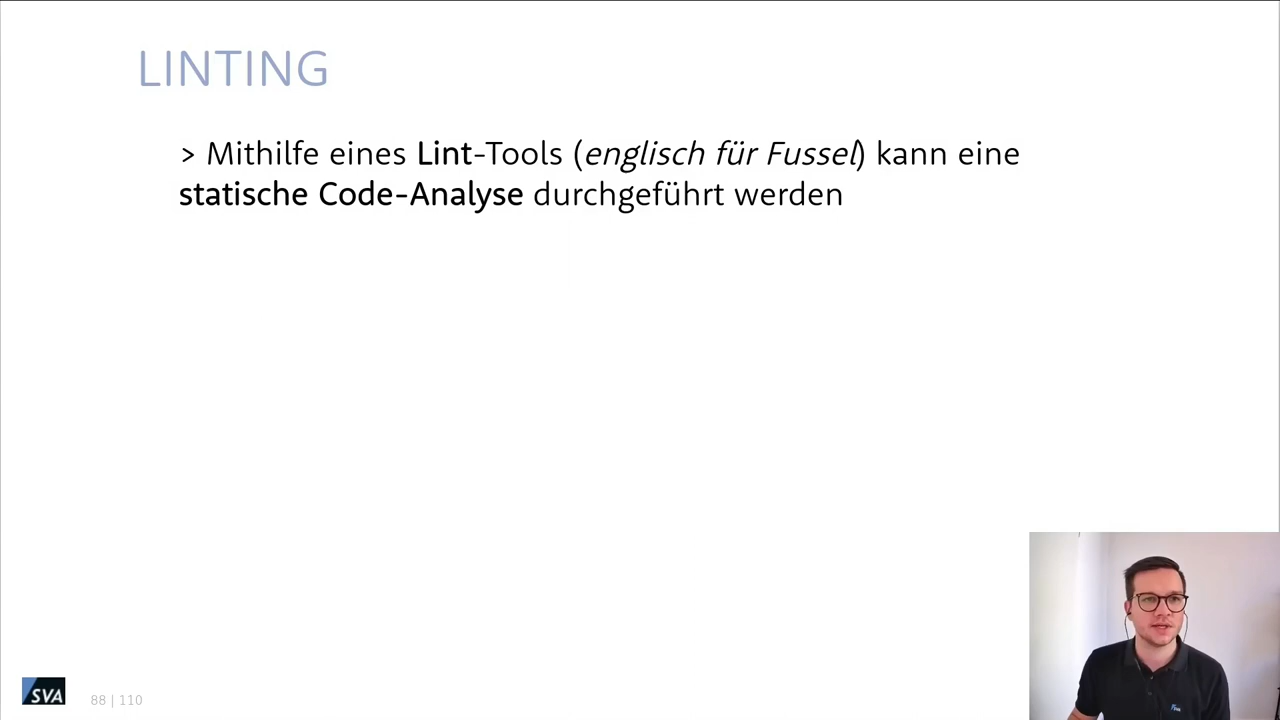 LINTING
> Mithilfe eines Lint-Tools (englisch für Fussel) kann eine
statische Code-Analyse durchgeführt werden
SVA
88 | 110